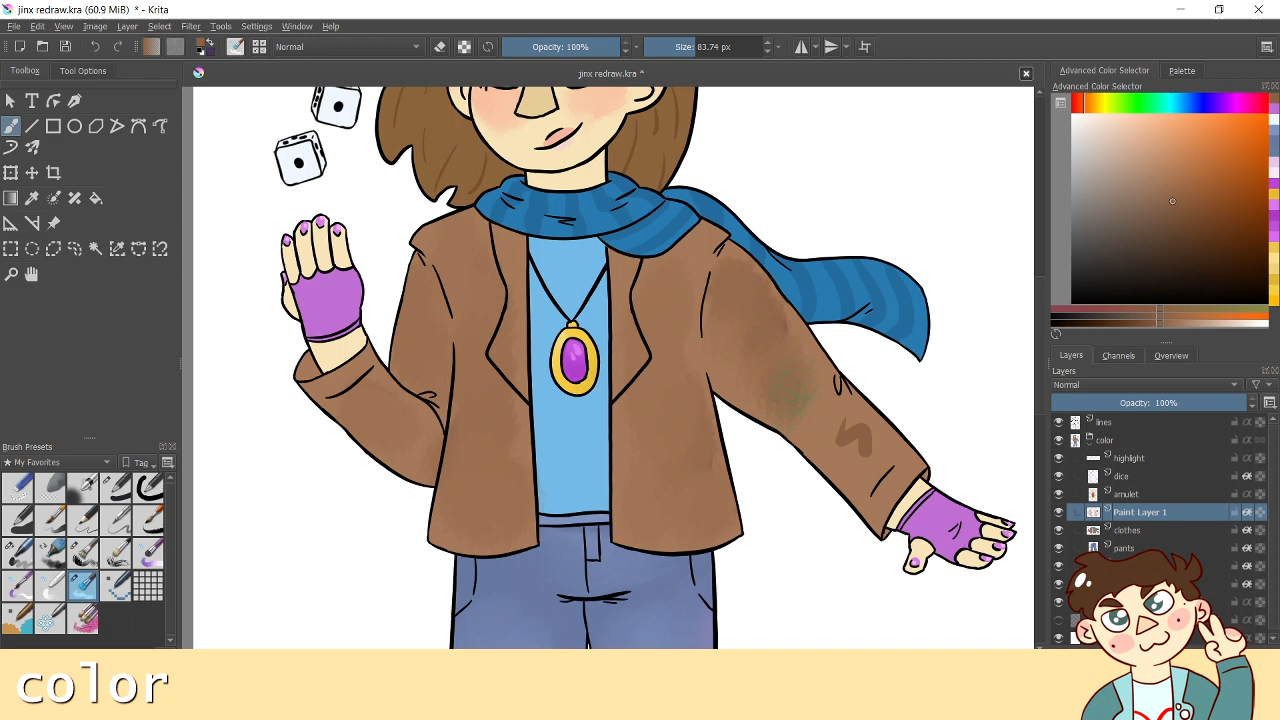 jinx redraw.kra (60.9 MiB) * - Krita
File Edit View Image Layer Select Filter Tools Settings Window Help
Normal Opacity: 100% Size: 83.74 px
Toolbox Tool Options
jinx redraw.kra *
Advanced Color Selector Palette
Advanced Color Selector
Layers Channels Overview
Layers
Normal
Opacity: 100%
lines
color
highlight
dice
amulet
Paint Layer 1
clothes
pants
Brush Presets
★ My Favorites Tag
color